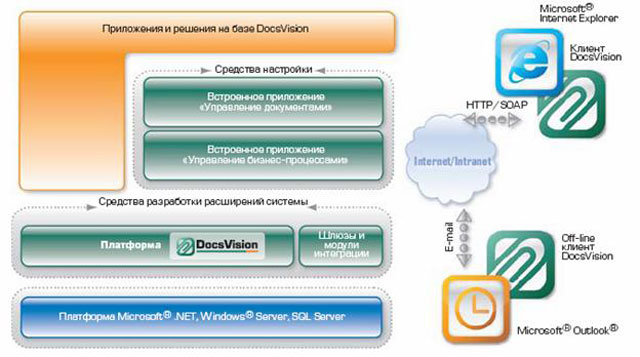 Приложения и решения на базе DocsVision
Средства настройки
Встроенное приложение
«Управление документами»
Встроенное приложение
«Управление бизнес-процессами»
Средства разработки расширений системы
Платформа DocsVision
Шлюзы и
модули
интеграции
Платформа Microsoft® .NET, Windows® Server, SQL Server
Microsoft®
Internet Explorer
Клиент
DocsVision
HTTP/SOAP
Internet/Intranet
E-mail
Off-line
клиент
DocsVision
Microsoft® Outlook®